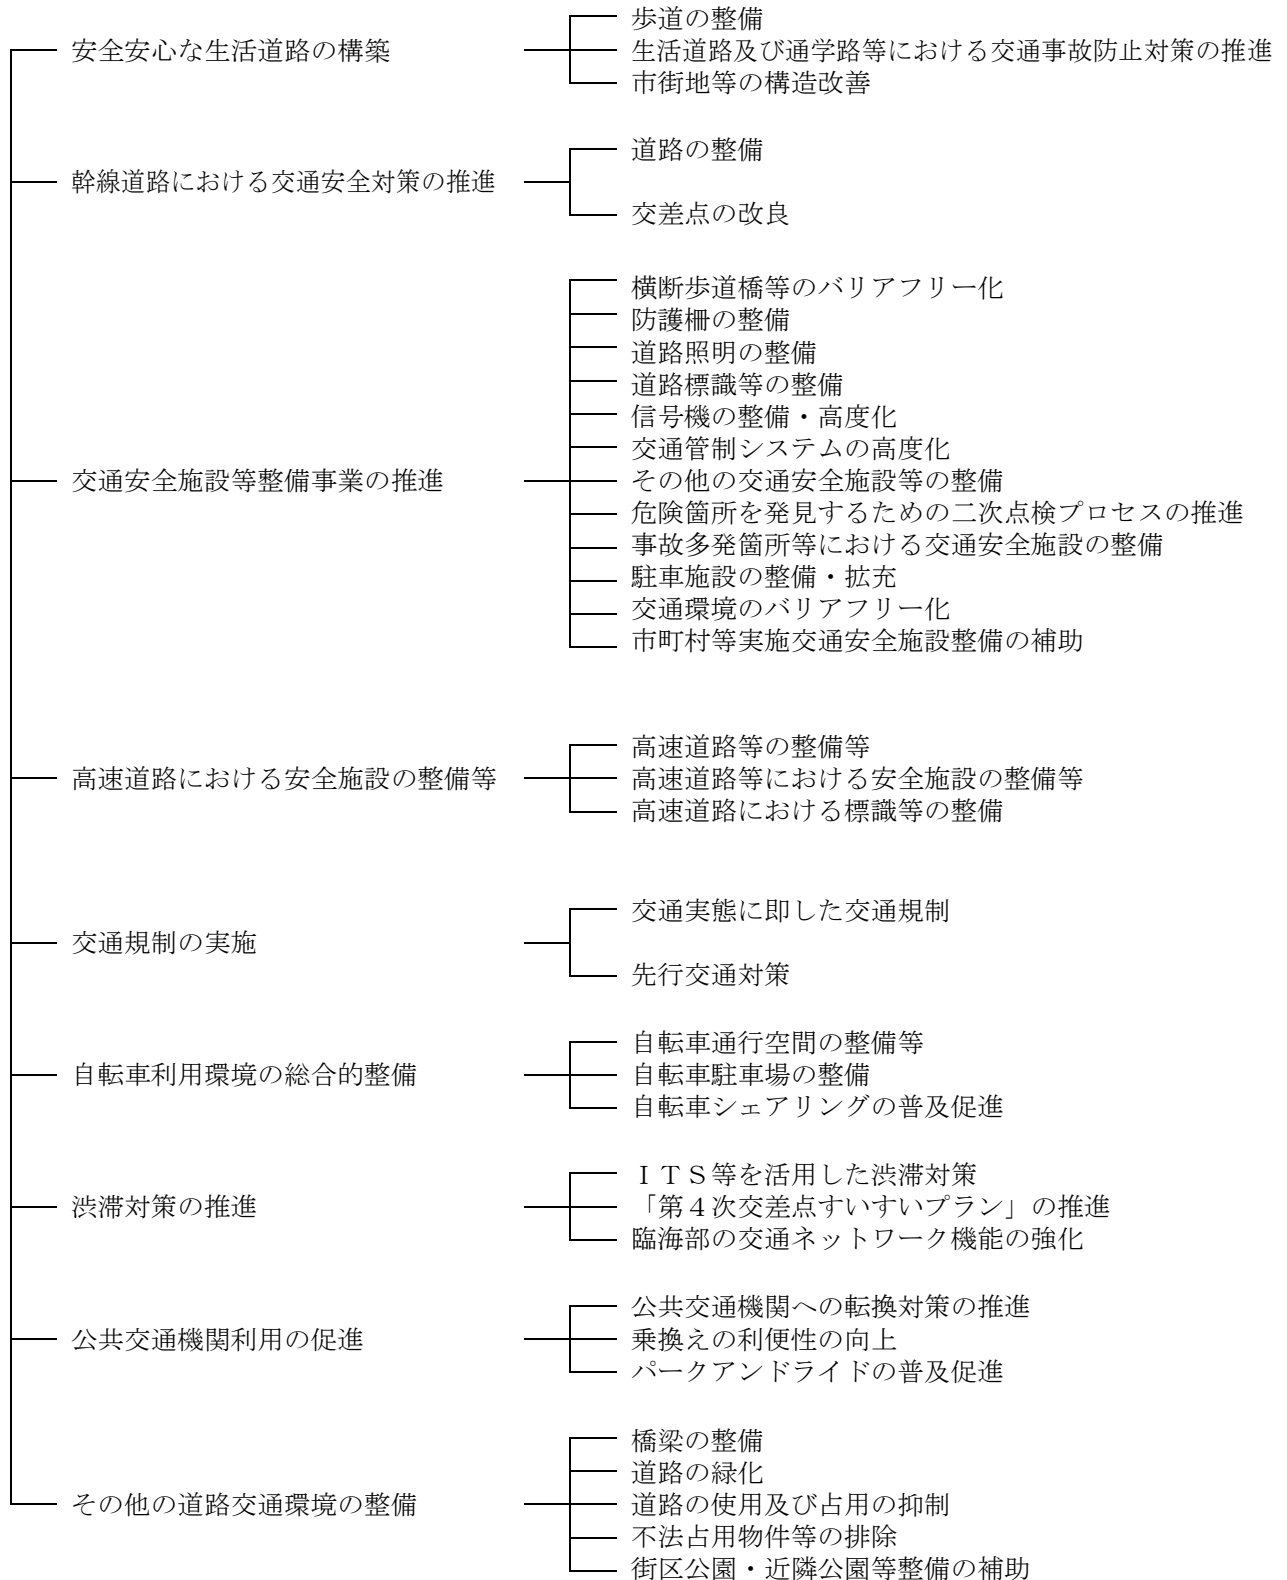 安全安心な生活道路の構築
歩道の整備
生活道路及び通学路等における交通事故防止対策の推進
市街地等の構造改善
幹線道路における交通安全対策の推進
道路の整備
交差点の改良
交通安全施設等整備事業の推進
横断歩道橋等のバリアフリー化
防護柵の整備
道路照明の整備
道路標識等の整備
信号機の整備・高度化
交通管制システムの高度化
その他の交通安全施設等の整備
危険箇所を発見するための二次点検プロセスの推進
事故多発箇所等における交通安全施設の整備
駐車施設の整備・拡充
交通環境のバリアフリー化
市町村等実施交通安全施設整備の補助
高速道路における安全施設の整備等
高速道路等の整備等
高速道路等における安全施設の整備等
高速道路における標識等の整備
交通規制の実施
交通実態に即した交通規制
先行交通対策
自転車利用環境の総合的整備
自転車通行空間の整備等
自転車駐車場の整備
自転車シェアリングの普及促進
渋滞対策の推進
ＩＴＳ等を活用した渋滞対策
「第４次交差点すいすいプラン」の推進
臨海部の交通ネットワーク機能の強化
公共交通機関利用の促進
公共交通機関への転換対策の推進
乗換えの利便性の向上
パークアンドライドの普及促進
その他の道路交通環境の整備
橋梁の整備
道路の緑化
道路の使用及び占用の抑制
不法占用物件等の排除
街区公園・近隣公園等整備の補助